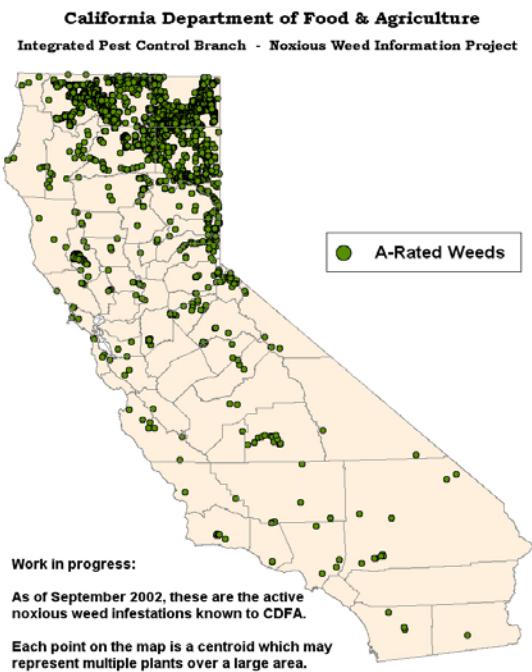 California Department of Food & Agriculture
Integrated Pest Control Branch - Noxious Weed Information Project
A-Rated Weeds
Work in progress:
As of September 2002, these are the active
noxious weed infestations known to CDFA.
Each point on the map is a centroid which may
represent multiple plants over a large area.